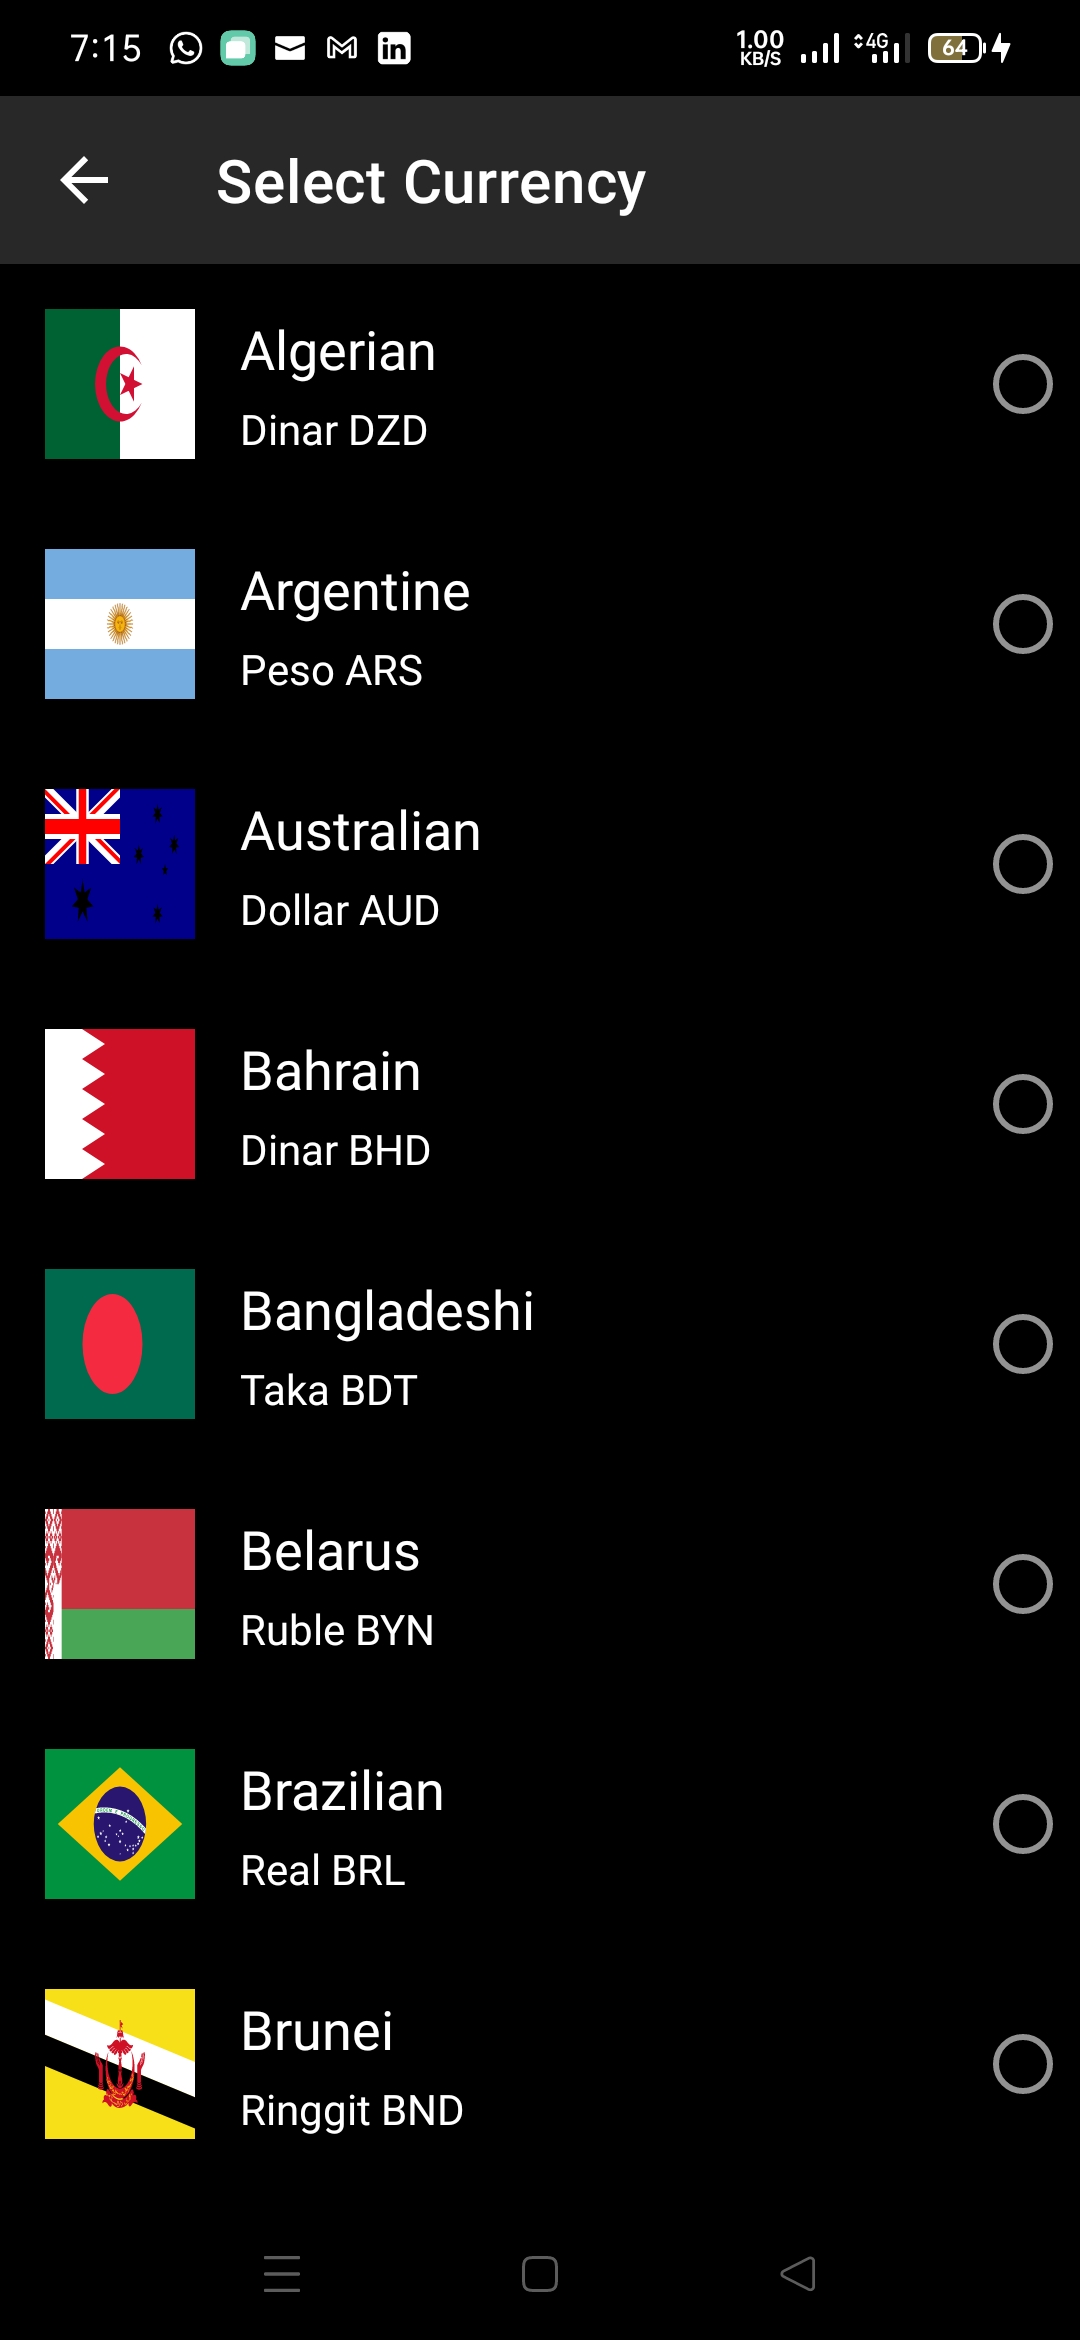 7:15 1.00 KB/S 4G 64
Select Currency
Algerian
Dinar DZD
Argentine
Peso ARS
Australian
Dollar AUD
Bahrain
Dinar BHD
Bangladeshi
Taka BDT
Belarus
Ruble BYN
Brazilian
Real BRL
Brunei
Ringgit BND